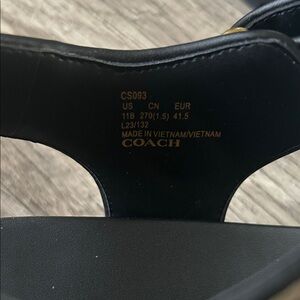 CS093
US CN EUR
11B 270(1.5) 41.5
L23/132
MADE IN VIETNAM/VIETNAM
COACH